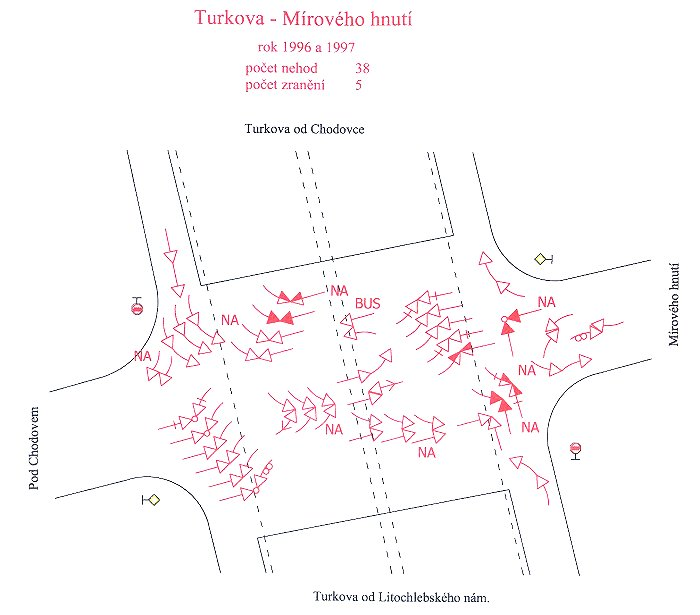 Turkova - Mírového hnutí
rok 1996 a 1997
počet nehod 38
počet zranění 5
Turkova od Chodovce
Mírového hnutí
NA
BUS
NA
NA
NA
NA
NA
NA
NA
Pod Chodovem
Turkova od Litochlebského nám.